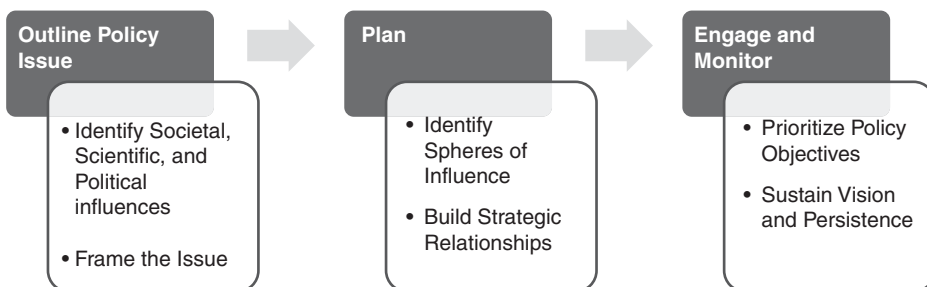 Outline Policy
Issue
• Identify Societal,
Scientific, and
Political
influences
• Frame the Issue
Plan
• Identify
Spheres of
Influence
• Build Strategic
Relationships
Engage and
Monitor
• Prioritize Policy
Objectives
• Sustain Vision
and Persistence